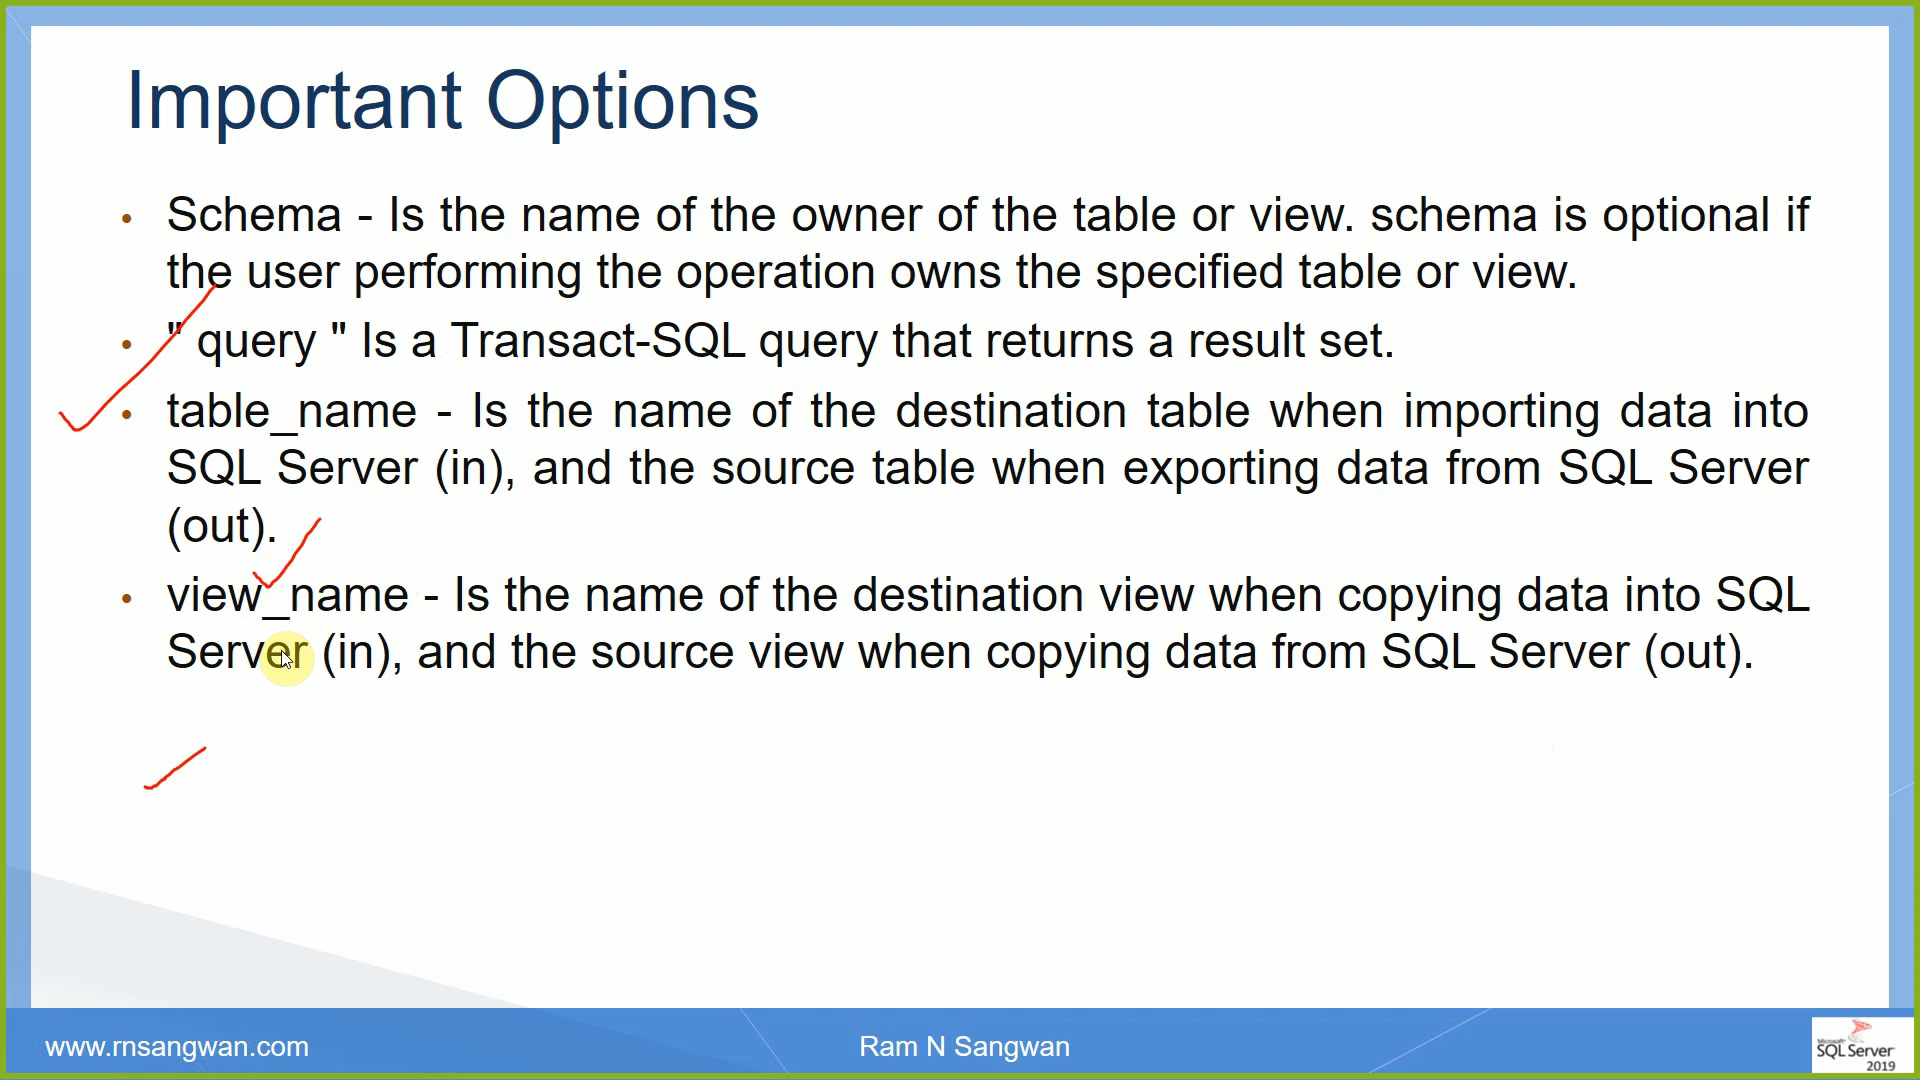 Important Options
• Schema - Is the name of the owner of the table or view. schema is optional if
the user performing the operation owns the specified table or view.
• " query " Is a Transact-SQL query that returns a result set.
• table_name - Is the name of the destination table when importing data into
SQL Server (in), and the source table when exporting data from SQL Server
(out).
• view_name - Is the name of the destination view when copying data into SQL
Server (in), and the source view when copying data from SQL Server (out).
www.rnsangwan.com
Ram N Sangwan
Microsoft
SQL Server
2019